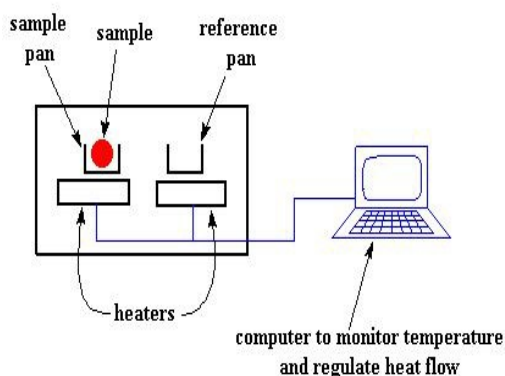 sample
pan
sample
reference
pan
heaters
computer to monitor temperature
and regulate heat flow